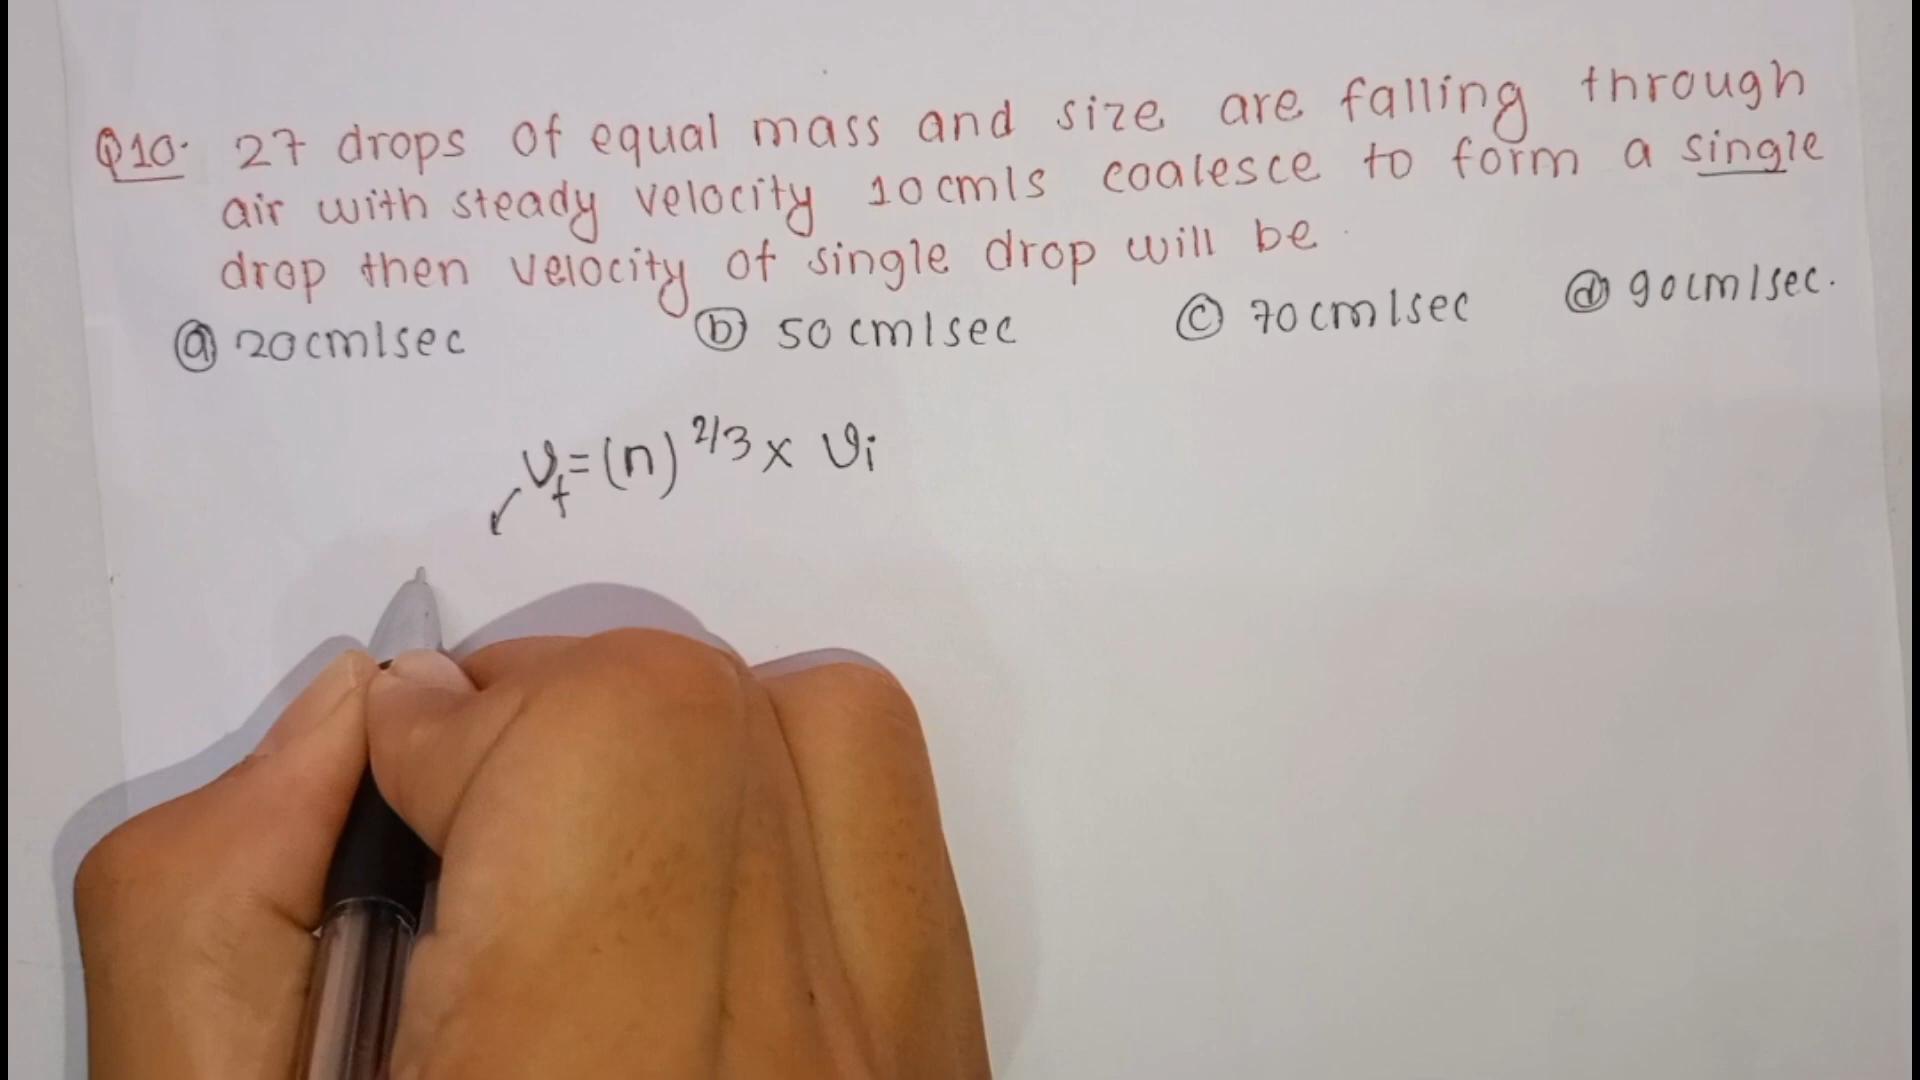 Q10. 27 drops of equal mass and size are falling through
air with steady velocity 10cm/s coalesce to form a single
drop then velocity of single drop will be
(a) 20cm/sec (b) 50 cm/sec (c) 70 cm/sec (d) 90cm/sec.
v_f = (n)^2/3 x v_i